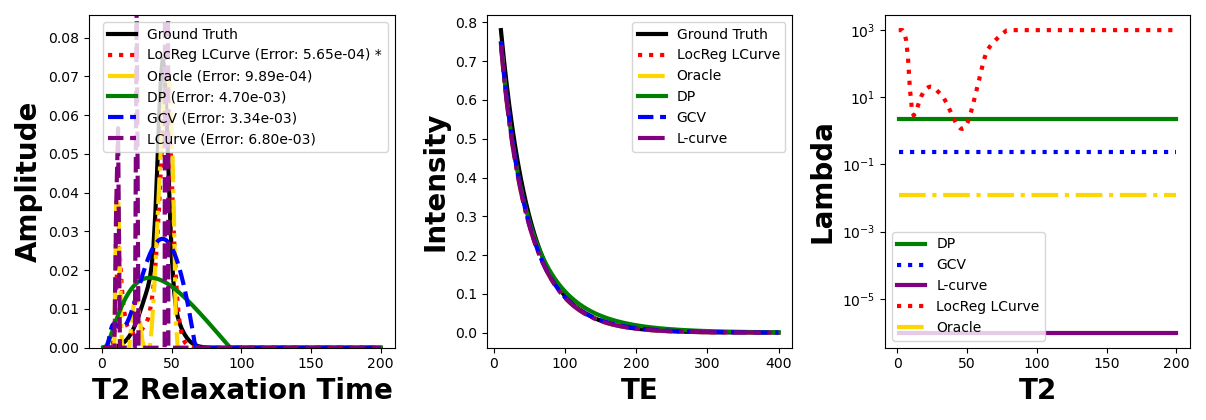 Amplitude
0.08
0.07
0.06
0.05
0.04
0.03
0.02
0.01
0.00
Ground Truth
LocReg LCurve (Error: 5.65e-04) *
Oracle (Error: 9.89e-04)
DP (Error: 4.70e-03)
GCV (Error: 3.34e-03)
LCurve (Error: 6.80e-03)
0 50 100 150 200
T2 Relaxation Time
Intensity
0.8
0.7
0.6
0.5
0.4
0.3
0.2
0.1
0.0
Ground Truth
LocReg LCurve
Oracle
DP
GCV
L-curve
0 100 200 300 400
TE
Lambda
10³
10¹
10⁻¹
10⁻³
10⁻⁵
DP
GCV
L-curve
LocReg LCurve
Oracle
0 50 100 150 200
T2